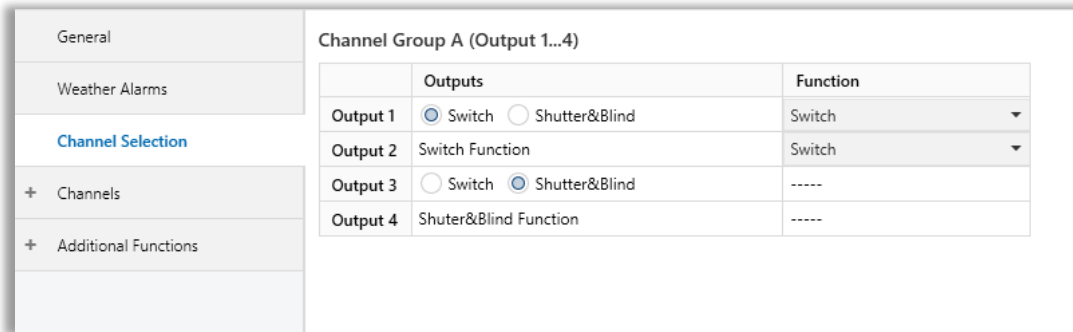 General
Weather Alarms
Channel Selection
+ Channels
+ Additional Functions
Channel Group A (Output 1...4)
Outputs Function
Output 1 Switch Shutter&Blind Switch
Output 2 Switch Function Switch
Output 3 Switch Shutter&Blind -----
Output 4 Shuter&Blind Function -----